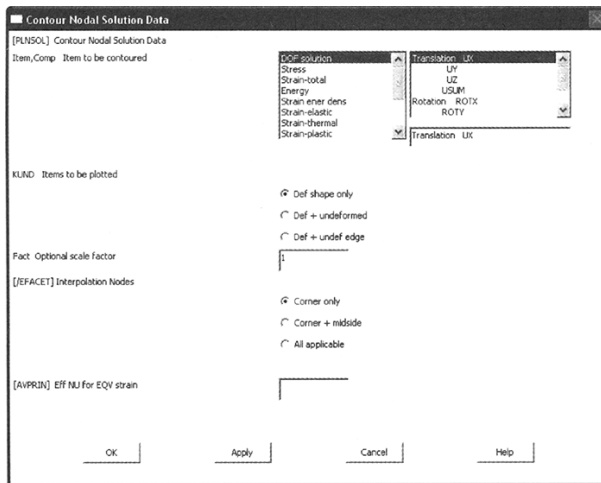 Contour Nodal Solution Data
[PLNSOL] Contour Nodal Solution Data
Item,Comp Item to be contoured
DOF solution
Stress
Strain-total
Energy
Strain ener dens
Strain-elastic
Strain-thermal
Strain-plastic
Translation UX
UY
UZ
USUM
Rotation ROTX
ROTY
Translation UX
KUND Items to be plotted
Def shape only
Def + undeformed
Def + undef edge
Fact Optional scale factor
1
[/EFACET] Interpolation Nodes
Corner only
Corner + midside
All applicable
[AVPRIN] Eff NU for EQV strain
OK
Apply
Cancel
Help